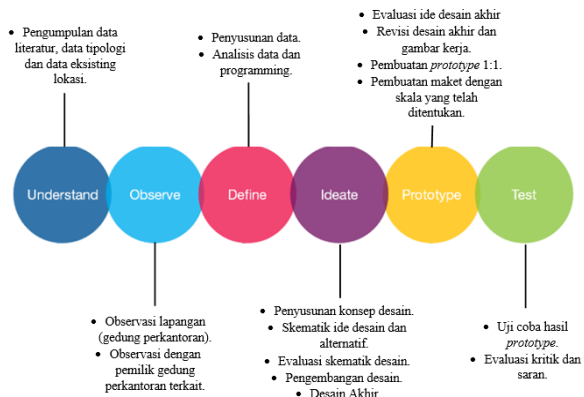 • Pengumpulan data
literatur, data tipologi
dan data eksisting
lokasi.
• Penyusunan data.
• Analisis data dan
programming.
• Evaluasi ide desain akhir
• Revisi desain akhir dan
gambar kerja.
• Pembuatan prototype 1:1.
• Pembuatan maket dengan
skala yang telah
ditentukan.
Understand
Observe
Define
Ideate
Prototype
Test
• Observasi lapangan
(gedung perkantoran).
• Observasi dengan
pemilik gedung
perkantoran terkait.
• Penyusunan konsep desain.
• Skematik ide desain dan
alternatif.
• Evaluasi skematik desain.
• Pengembangan desain.
• Desain Akhir
• Uji coba hasil
prototype.
• Evaluasi kritik dan
saran.